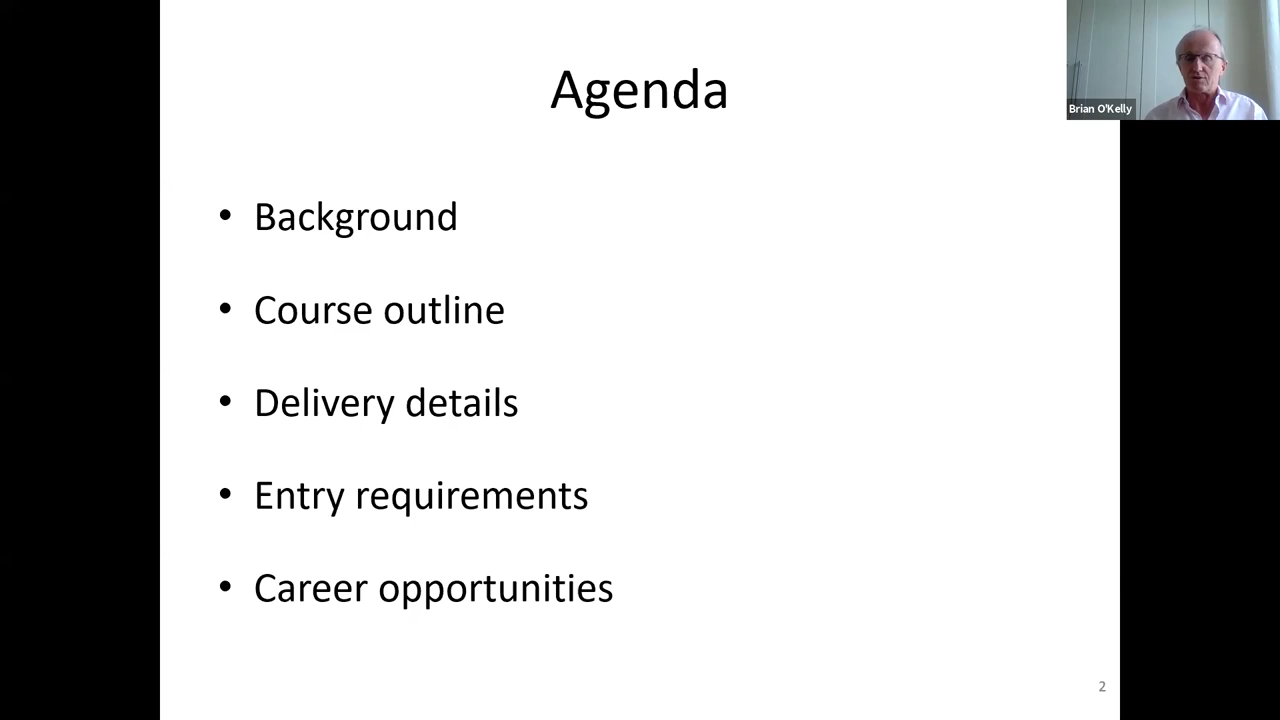 Agenda
Brian O'Kelly
• Background
• Course outline
• Delivery details
• Entry requirements
• Career opportunities
2